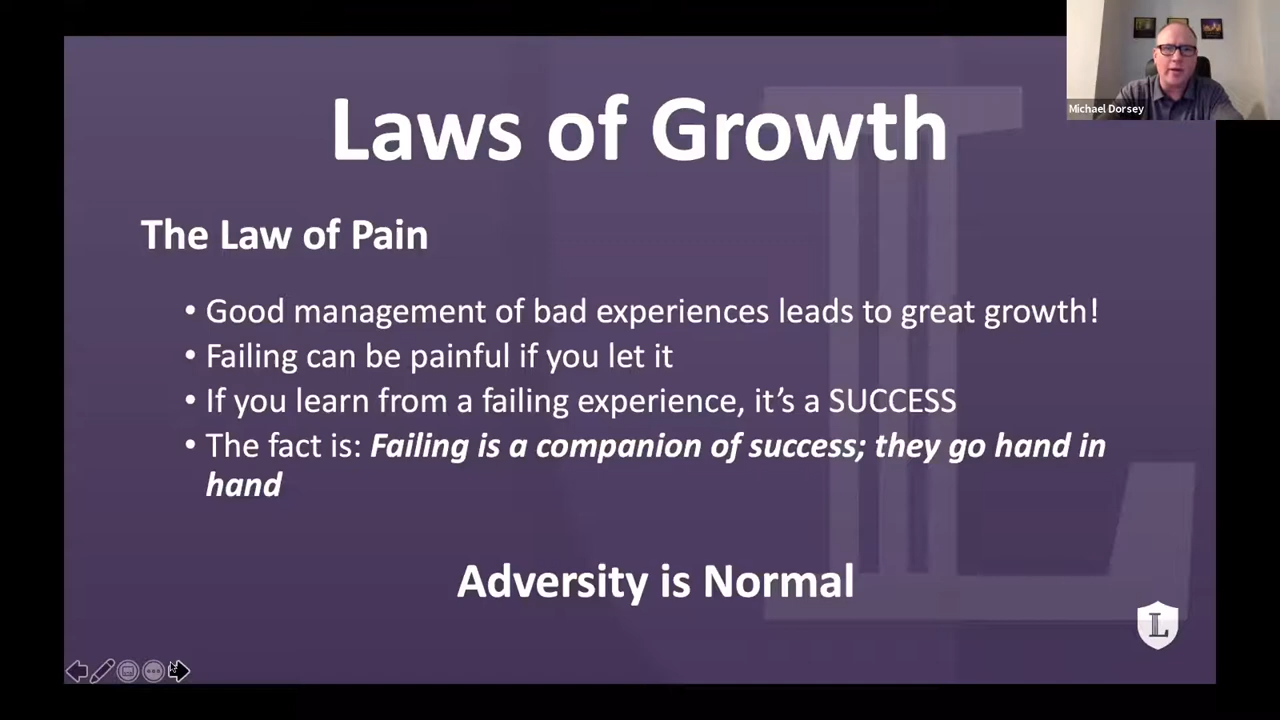 Laws of Growth
Michael Dorsey
The Law of Pain
• Good management of bad experiences leads to great growth!
• Failing can be painful if you let it
• If you learn from a failing experience, it’s a SUCCESS
• The fact is: Failing is a companion of success; they go hand in
hand
Adversity is Normal
L